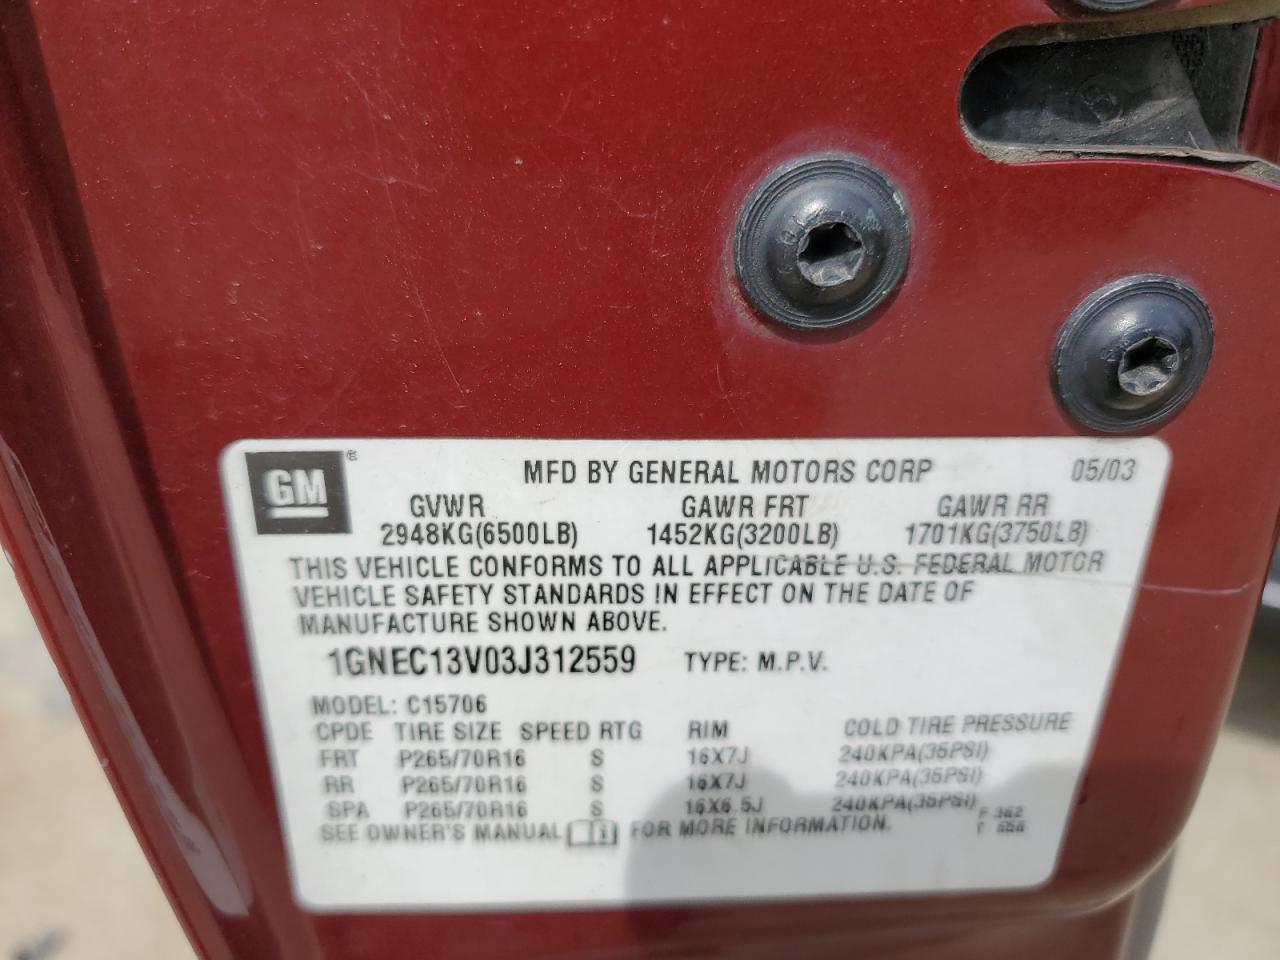 GM®
MFD BY GENERAL MOTORS CORP 05/03
GVWR GAWR FRT GAWR RR
2948KG(6500LB) 1452KG(3200LB) 1701KG(3750LB)
THIS VEHICLE CONFORMS TO ALL APPLICABLE U.S. FEDERAL MOTOR
VEHICLE SAFETY STANDARDS IN EFFECT ON THE DATE OF
MANUFACTURE SHOWN ABOVE.
1GNEC13V03J312559 TYPE: M.P.V.
MODEL: C15706
CPDE TIRE SIZE SPEED RTG RIM COLD TIRE PRESSURE
FRT P265/70R16 S 16X7J 240KPA(35PSI)
RR P265/70R16 S 16X7J 240KPA(35PSI)
SPA P265/70R16 S 16X6.5J 240KPA(35PSI)
SEE OWNER'S MANUAL FOR MORE INFORMATION.